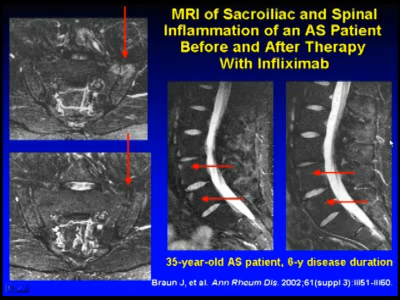 MRI of Sacroiliac and Spinal
Inflammation of an AS Patient
Before and After Therapy
With Infliximab
35-year-old AS patient, 6-y disease duration
Braun J, et al. Ann Rheum Dis. 2002;61(suppl 3):iii51-iii60.